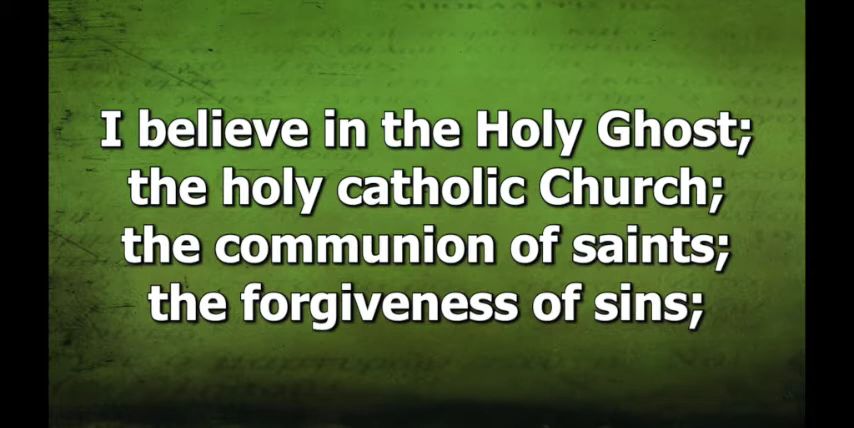 I believe in the Holy Ghost;
the holy catholic Church;
the communion of saints;
the forgiveness of sins;